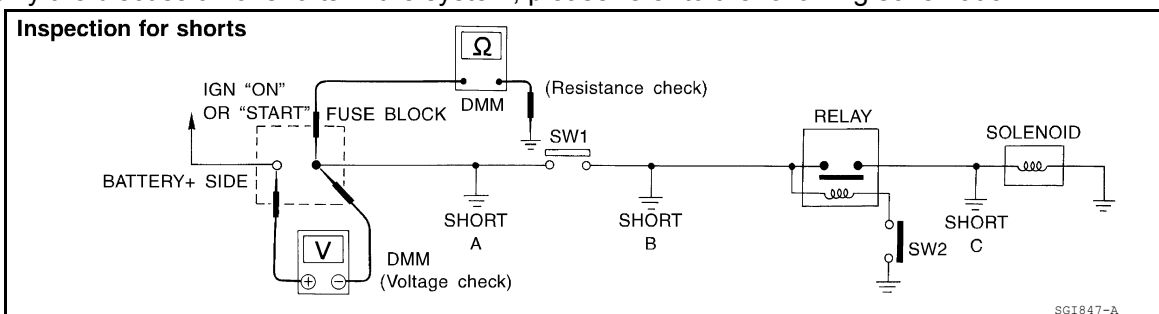 Inspection for shorts
Ω
DMM
(Resistance check)
IGN “ON”
OR “START”
FUSE BLOCK
BATTERY+ SIDE
SW1
RELAY
SOLENOID
SHORT
A
SHORT
B
SHORT
C
SW2
V
+ −
DMM
(Voltage check)
SGI847-A